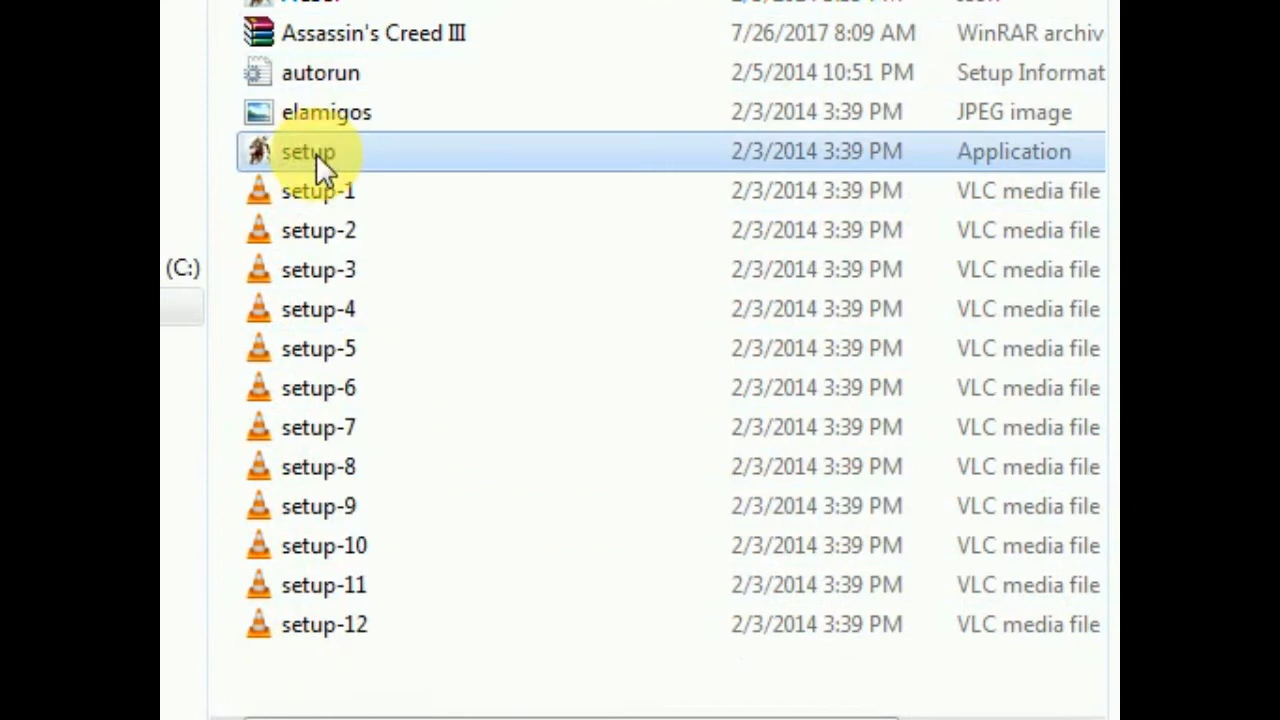 Assassin's Creed III 7/26/2017 8:09 AM WinRAR archiv
autorun 2/5/2014 10:51 PM Setup Informat
elamigos 2/3/2014 3:39 PM JPEG image
setup 2/3/2014 3:39 PM Application
setup-1 2/3/2014 3:39 PM VLC media file
setup-2 2/3/2014 3:39 PM VLC media file
(C:) setup-3 2/3/2014 3:39 PM VLC media file
setup-4 2/3/2014 3:39 PM VLC media file
setup-5 2/3/2014 3:39 PM VLC media file
setup-6 2/3/2014 3:39 PM VLC media file
setup-7 2/3/2014 3:39 PM VLC media file
setup-8 2/3/2014 3:39 PM VLC media file
setup-9 2/3/2014 3:39 PM VLC media file
setup-10 2/3/2014 3:39 PM VLC media file
setup-11 2/3/2014 3:39 PM VLC media file
setup-12 2/3/2014 3:39 PM VLC media file